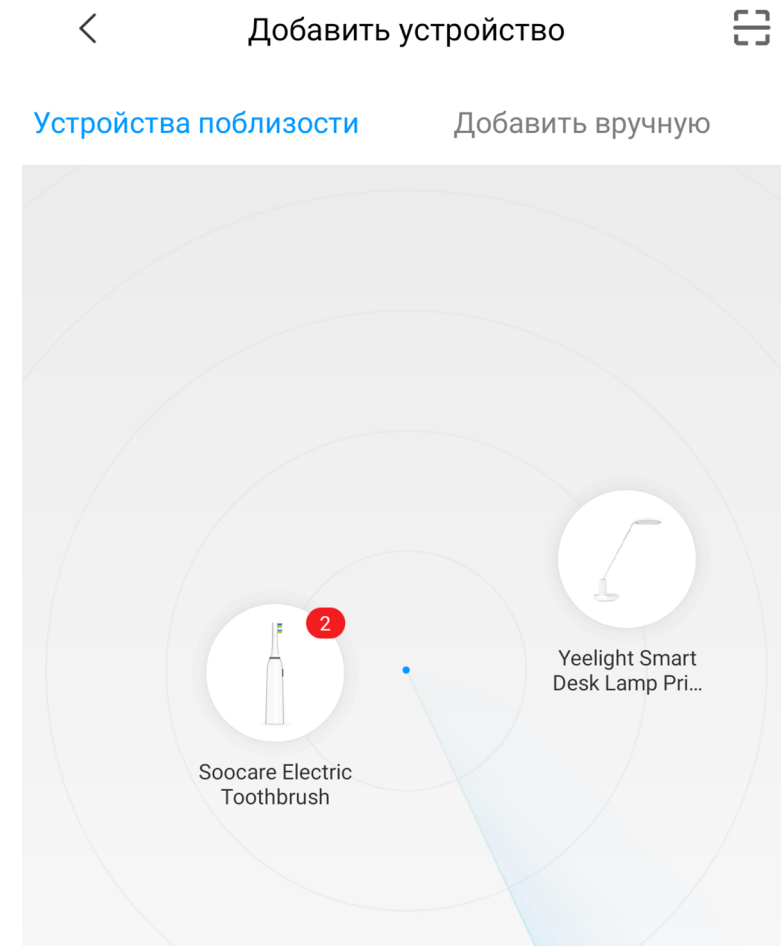 Добавить устройство
Устройства поблизости
Добавить вручную
Yeelight Smart
Desk Lamp Pri...
2
Soocare Electric
Toothbrush